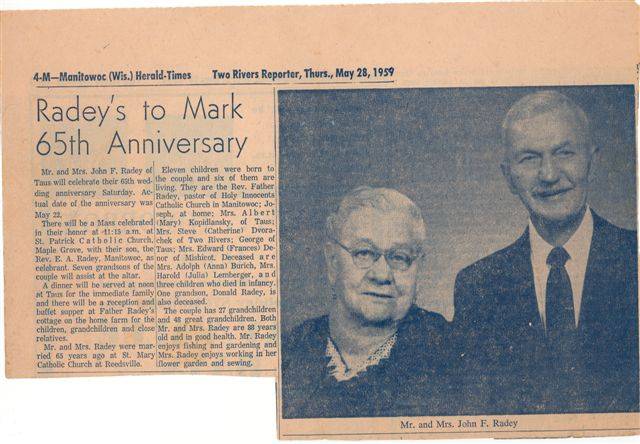 4-M—Manitowoc (Wis.) Herald-Times Two Rivers Reporter, Thurs., May 28, 1959
Radey's to Mark
65th Anniversary
Mr. and Mrs. John F. Radey of
Taus will celebrate their 65th wed-
ding anniversary Saturday. Ac-
tual date of the anniversary was
May 22.
There will be a Mass celebrated
in their honor at 11:15 a.m. at
St. Patrick Catholic Church,
Maple Grove, with their son, the
Rev. E. A. Radey, Manitowoc, as
celebrant. Seven grandsons of the
couple will assist at the altar.
A dinner will be served at noon
at Taus for the immediate family
and there will be a reception and
buffet supper at Father Radey's
cottage on the home farm for the
children, grandchildren and close
relatives.
Mr. and Mrs. Radey were mar-
ried 65 years ago at St. Mary
Catholic Church at Reedsville.
Eleven children were born to
the couple and six of them are
living. They are the Rev. Father
Radey, pastor of Holy Innocents
Catholic Church in Manitowoc; Jo-
seph, at home; Mrs. Albert
(Mary) Kopidlansky, of Taus;
Mrs. Steve (Catherine) Dvora-
chek of Two Rivers; George of
Taus; Mrs. Edward (Frances) De-
nor of Mishicot. Deceased are
Mrs. Adolph (Anna) Burich, Mrs.
Harold (Julia) Lemberger, and
three children who died in infancy.
One grandson, Donald Radey, is
also deceased.
The couple has 27 grandchildren
and 48 great grandchildren. Both
Mr. and Mrs. Radey are 88 years
old and in good health. Mr. Radey
enjoys fishing and gardening and
Mrs. Radey enjoys working in her
flower garden and sewing.
Mr. and Mrs. John F. Radey